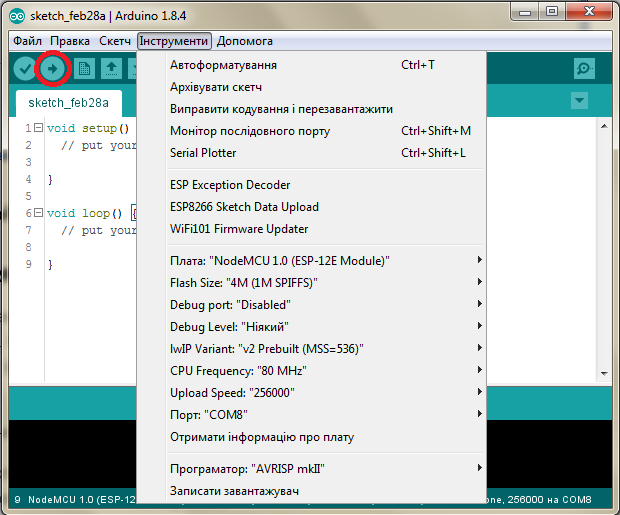 sketch_feb28a | Arduino 1.8.4
Файл Правка Скетч Інструменти Допомога
sketch_feb28a
1 void setup()
2 // put your
3
4 }
5
6 void loop() {
7 // put your
8
9 }
Автоформатування Ctrl+T
Архівувати скетч
Виправити кодування і перезавантажити
Монітор послідовного порту Ctrl+Shift+M
Serial Plotter Ctrl+Shift+L
ESP Exception Decoder
ESP8266 Sketch Data Upload
WiFi101 Firmware Updater
Плата: "NodeMCU 1.0 (ESP-12E Module)"
Flash Size: "4M (1M SPIFFS)"
Debug port: "Disabled"
Debug Level: "Ніякий"
lwIP Variant: "v2 Prebuilt (MSS=536)"
CPU Frequency: "80 MHz"
Upload Speed: "256000"
Порт: "COM8"
Отримати інформацію про плату
Програматор: "AVRISP mkII"
Записати завантажувач
9 NodeMCU 1.0 (ESP-12E , 256000 на COM8